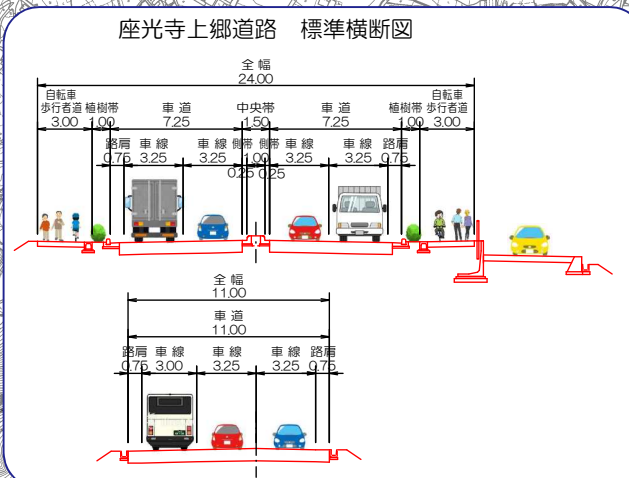 座光寺上郷道路 標準横断図
全幅
24.00
自転車
歩行者道 植樹帯 車道 中央帯 車道 植樹帯 自転車
歩行者道
3.00 1.00 7.25 1.50 7.25 1.00 3.00
路肩 車線 車線 側帯 側帯 車線 車線 路肩
0.75 3.25 3.25 1.00 3.25 3.25 0.75
0.25 0.25
全幅
11.00
車道
11.00
路肩 車線 車線 車線 路肩
0.75 3.00 3.25 3.25 0.75